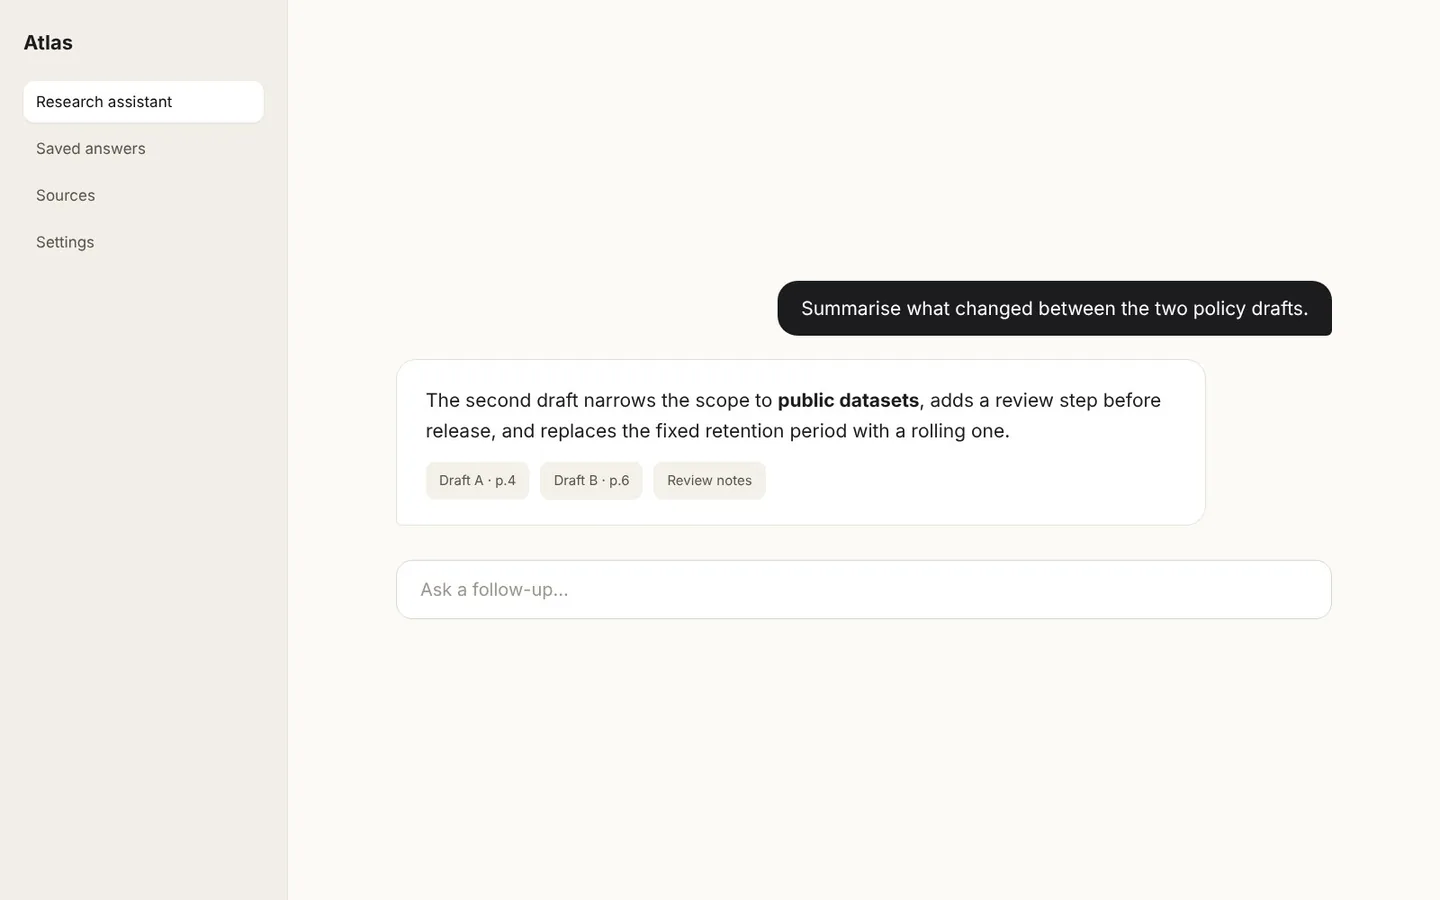 Atlas
Research assistant
Saved answers
Sources
Settings
Summarise what changed between the two policy drafts.
The second draft narrows the scope to public datasets, adds a review step before
release, and replaces the fixed retention period with a rolling one.
Draft A · p.4
Draft B · p.6
Review notes
Ask a follow-up...